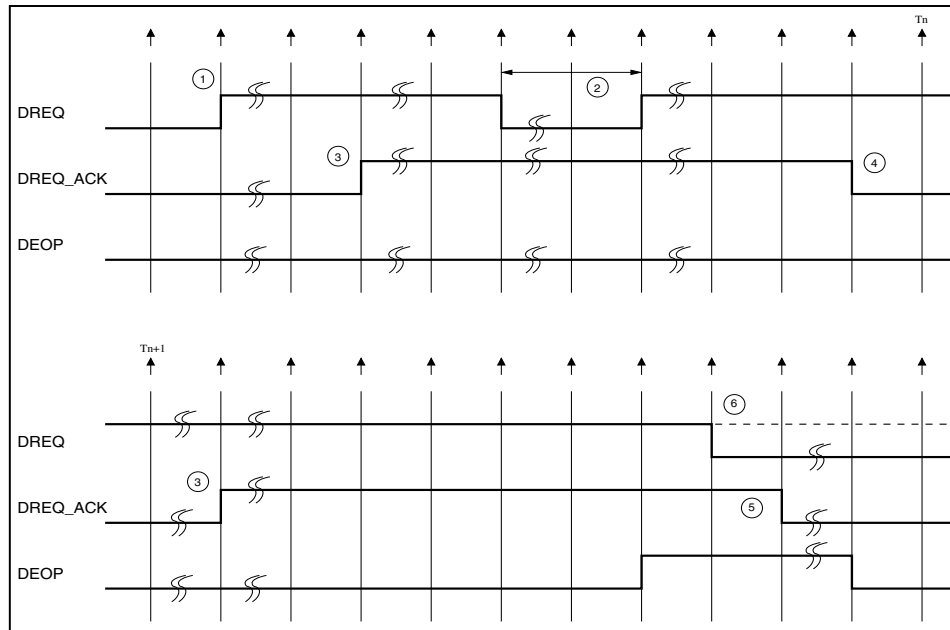 Tn
1
2
DREQ
3
4
DREQ_ACK
DEOP
Tn+1
6
DREQ
3
DREQ_ACK
5
DEOP